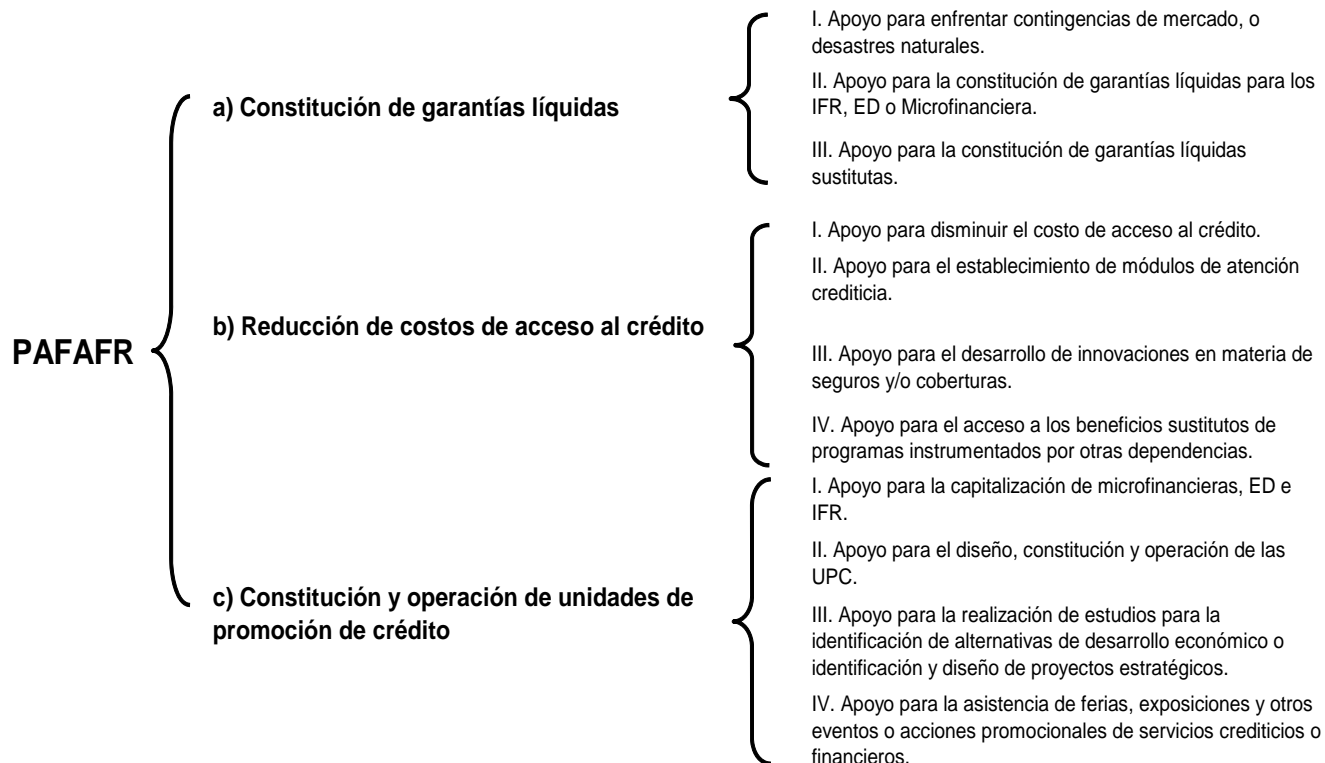 PAFAFR
a) Constitución de garantías líquidas
I. Apoyo para enfrentar contingencias de mercado, o
desastres naturales.
II. Apoyo para la constitución de garantías líquidas para los
IFR, ED o Microfinanciera.
III. Apoyo para la constitución de garantías líquidas
sustitutas.
b) Reducción de costos de acceso al crédito
I. Apoyo para disminuir el costo de acceso al crédito.
II. Apoyo para el establecimiento de módulos de atención
crediticia.
III. Apoyo para el desarrollo de innovaciones en materia de
seguros y/o coberturas.
IV. Apoyo para el acceso a los beneficios sustitutos de
programas instrumentados por otras dependencias.
c) Constitución y operación de unidades de
promoción de crédito
I. Apoyo para la capitalización de microfinancieras, ED e
IFR.
II. Apoyo para el diseño, constitución y operación de las
UPC.
III. Apoyo para la realización de estudios para la
identificación de alternativas de desarrollo económico o
identificación y diseño de proyectos estratégicos.
IV. Apoyo para la asistencia de ferias, exposiciones y otros
eventos o acciones promocionales de servicios crediticios o
financieros.